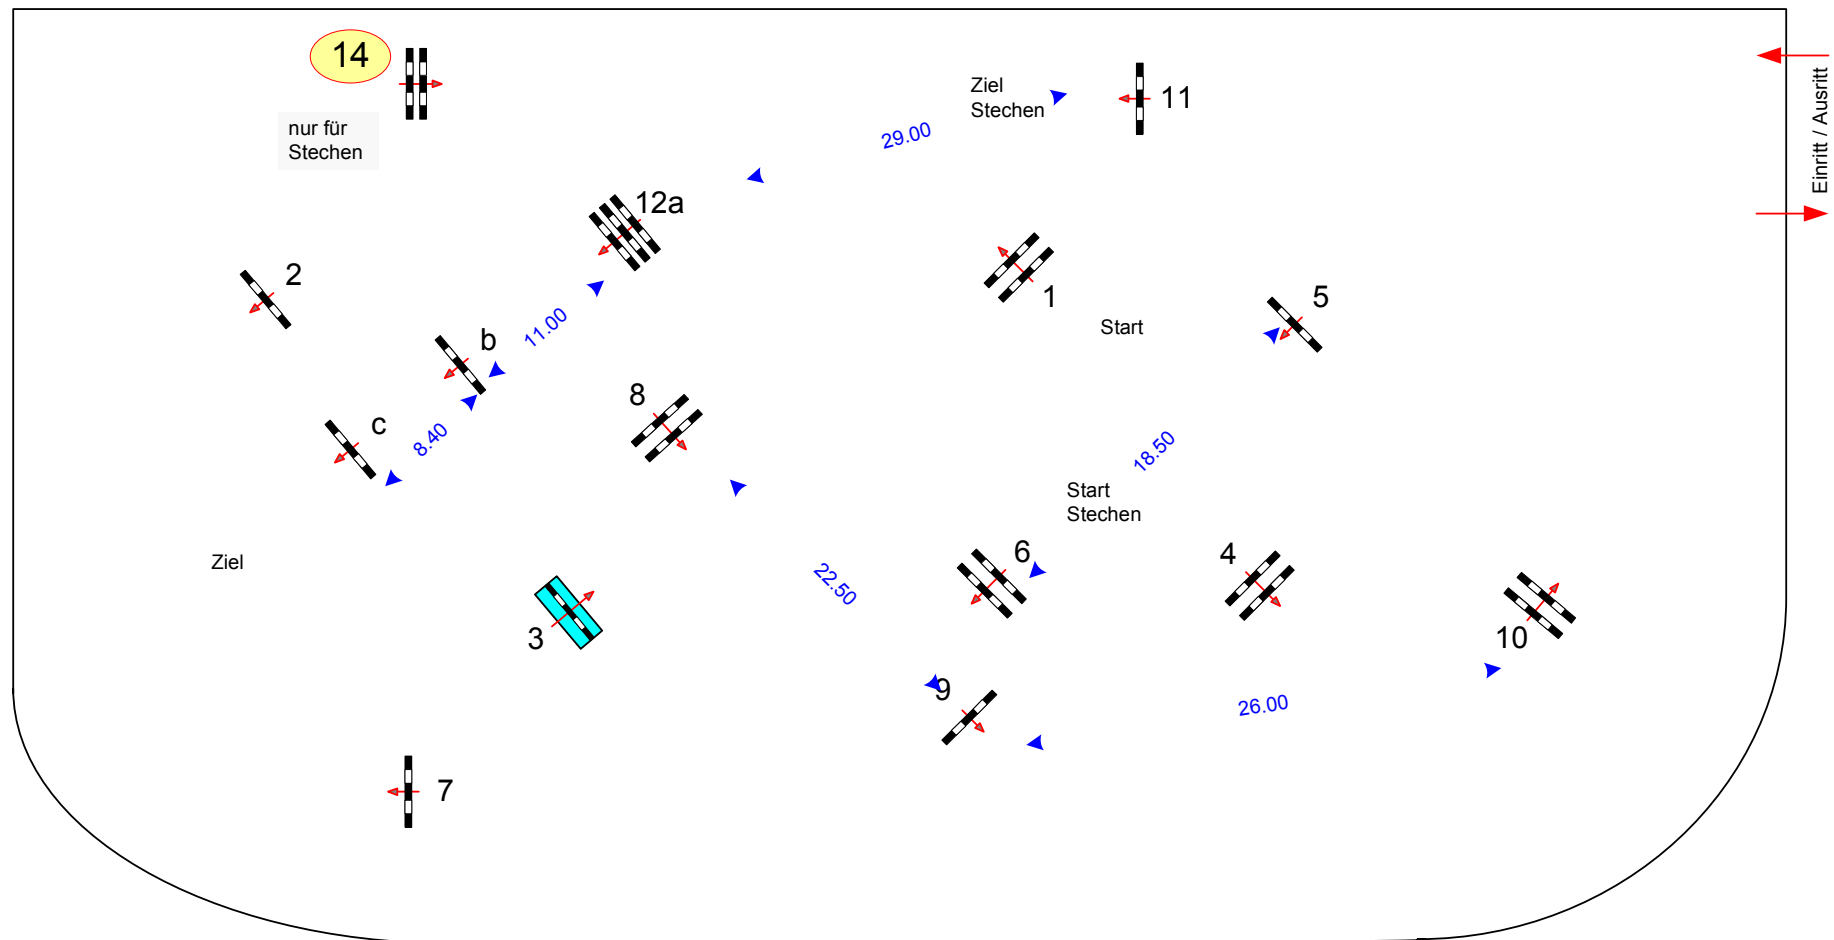 14
nur für
Stechen
Ziel
Stechen
11
29.00
Einritt / Ausritt
12a
2
1
5
11.00
Start
b
8
c
8.40
18.50
Start
Stechen
6
4
Ziel
22.50
3
10
9
26.00
7